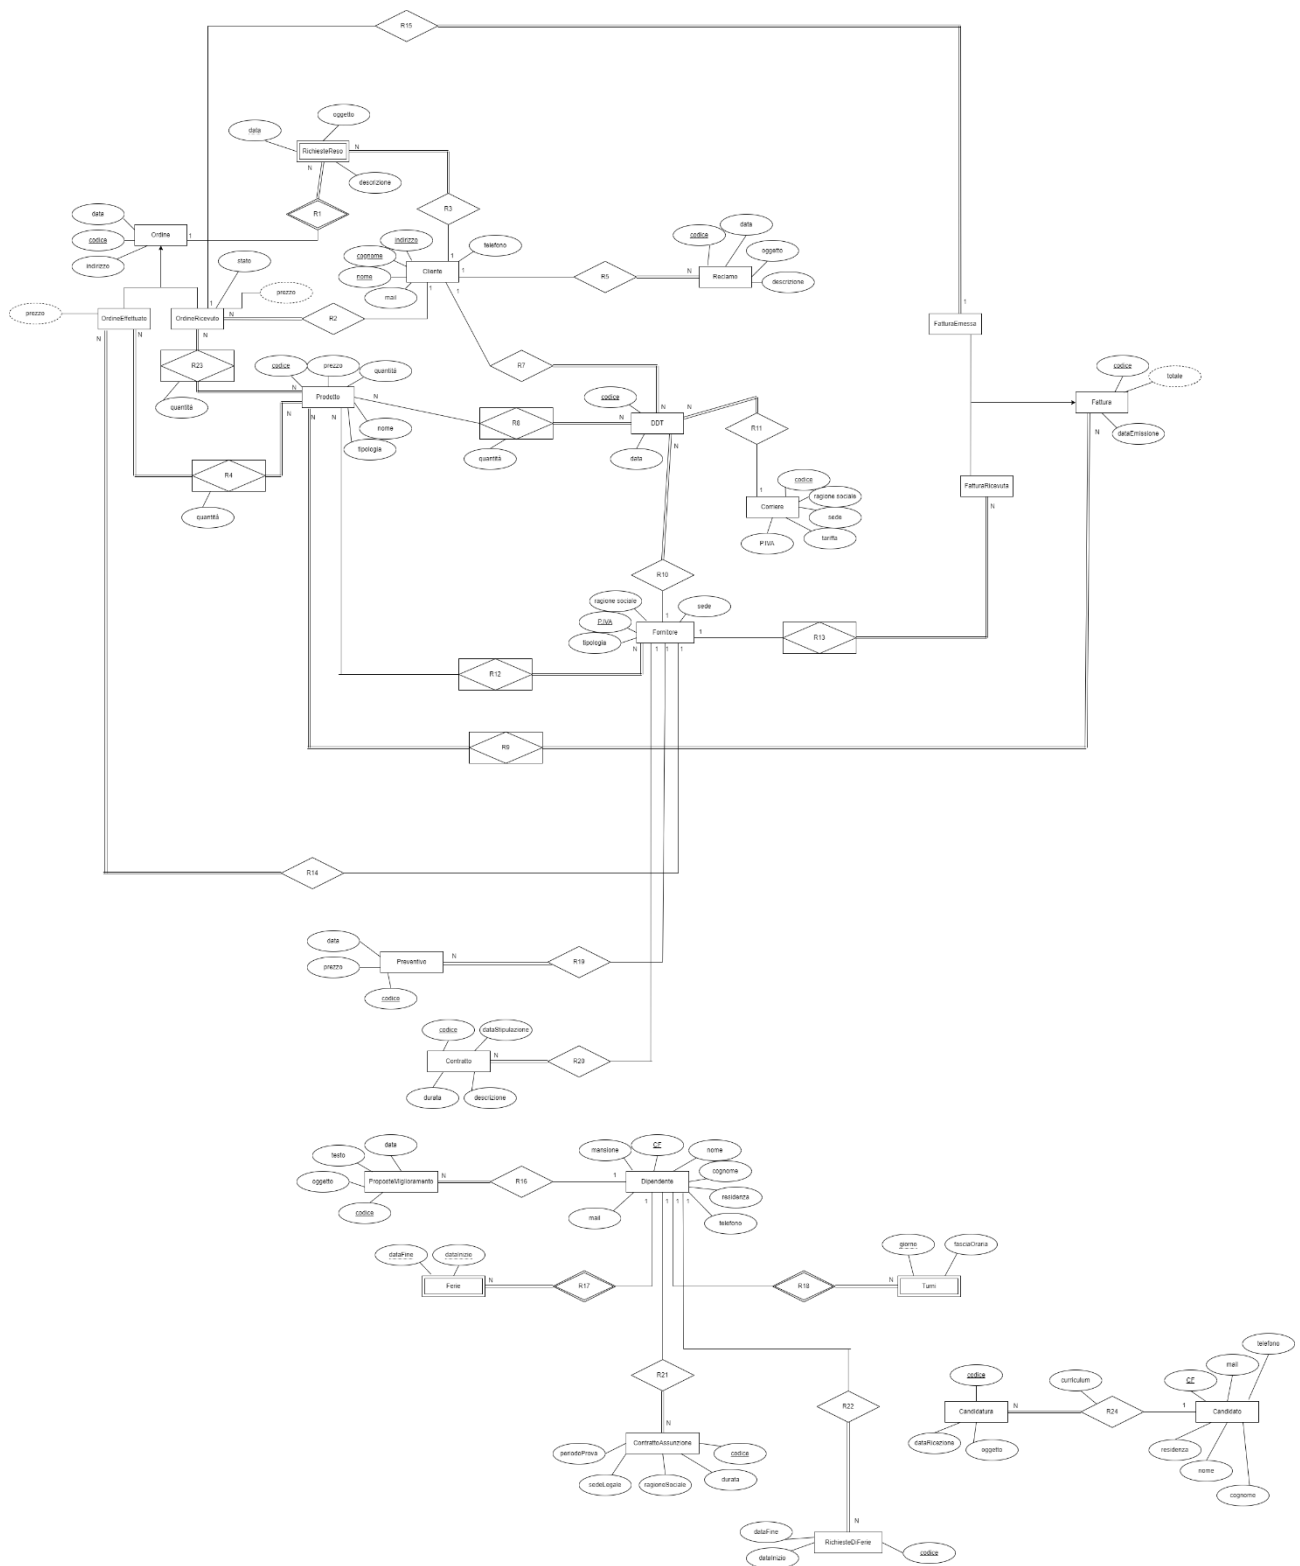 R15
oggetto
data
RichiesteReso
N
N
descrizione
R1
R3
data
codice
indirizzo
Ordine
1
indirizzo
cognome
nome
mail
telefono
Cliente
1
1
1
1
codice
data
oggetto
descrizione
Reclamo
N
R5
stato
prezzo
prezzo
OrdineEffettuato
OrdineRicevuto
1
N
N
N
N
R2
FatturaEmessa
1
R23
quantità
codice
prezzo
quantità
nome
tipologia
Prodotto
N
N
N
N
N
R7
codice
totale
Fattura
dataEmissione
N
R8
quantità
codice
DDT
data
N
N
N
N
R11
R4
quantità
1
codice
ragione sociale
sede
tariffa
P.IVA
Corriere
FatturaRicevuta
N
R10
ragione sociale
P.IVA
tipologia
sede
1
Fornitore
1
N
1
1
1
R13
R12
R9
R14
data
prezzo
codice
Preventivo
N
R19
codice
dataStipulazione
Contratto
N
durata
descrizione
R20
testo
data
oggetto
codice
ProposteMiglioramento
N
R16
1
mansione
CF
nome
cognome
residenza
telefono
mail
Dipendente
1
1
1
1
dataFine
dataInizio
Ferie
N
R17
R18
giorno
fasciaOraria
N
Turni
R21
R22
N
periodoProva
ContrattoAssunzione
codice
sedeLegale
ragioneSociale
durata
N
dataFine
dataInizio
RichiesteDiFerie
codice
codice
Candidatura
N
dataRicezione
oggetto
curriculum
R24
1
telefono
mail
CF
Candidato
residenza
nome
cognome